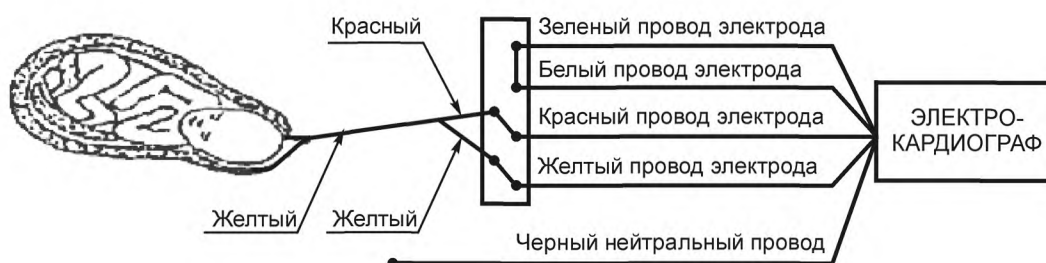 Красный
Зеленый провод электрода
Белый провод электрода
Красный провод электрода
Желтый провод электрода
ЭЛЕКТРО-
КАРДИОГРАФ
Желтый
Желтый
Черный нейтральный провод